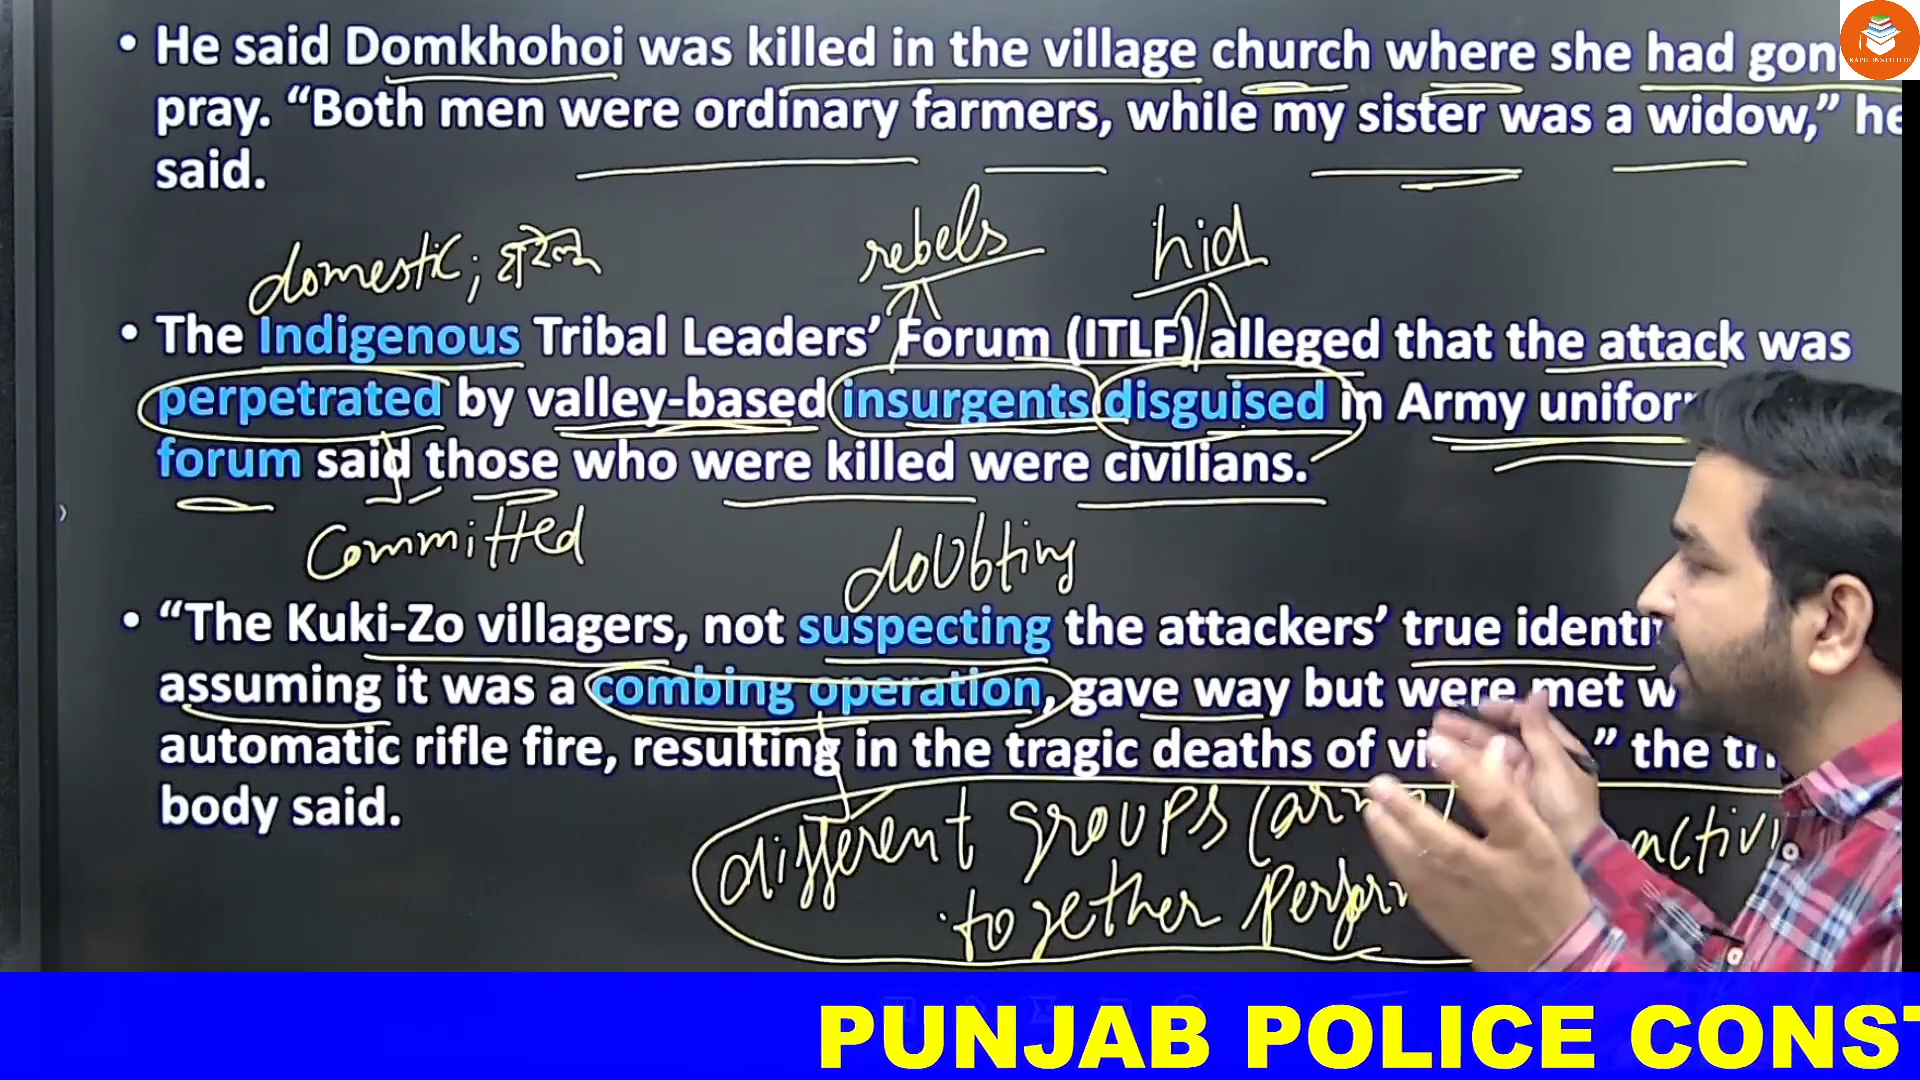 • He said Domkhohoi was killed in the village church where she had gon
pray. “Both men were ordinary farmers, while my sister was a widow,” he
said.
domestic; घरेलू
rebels
hid
• The Indigenous Tribal Leaders’ Forum (ITLF) alleged that the attack was
perpetrated by valley-based insurgents disguised in Army unifor
forum said those who were killed were civilians.
Committed
doubting
• “The Kuki-Zo villagers, not suspecting the attackers’ true identi
assuming it was a combing operation, gave way but were met w
automatic rifle fire, resulting in the tragic deaths of vi ” the tri
body said.
different groups (army activi
together perfor
PUNJAB POLICE CONST